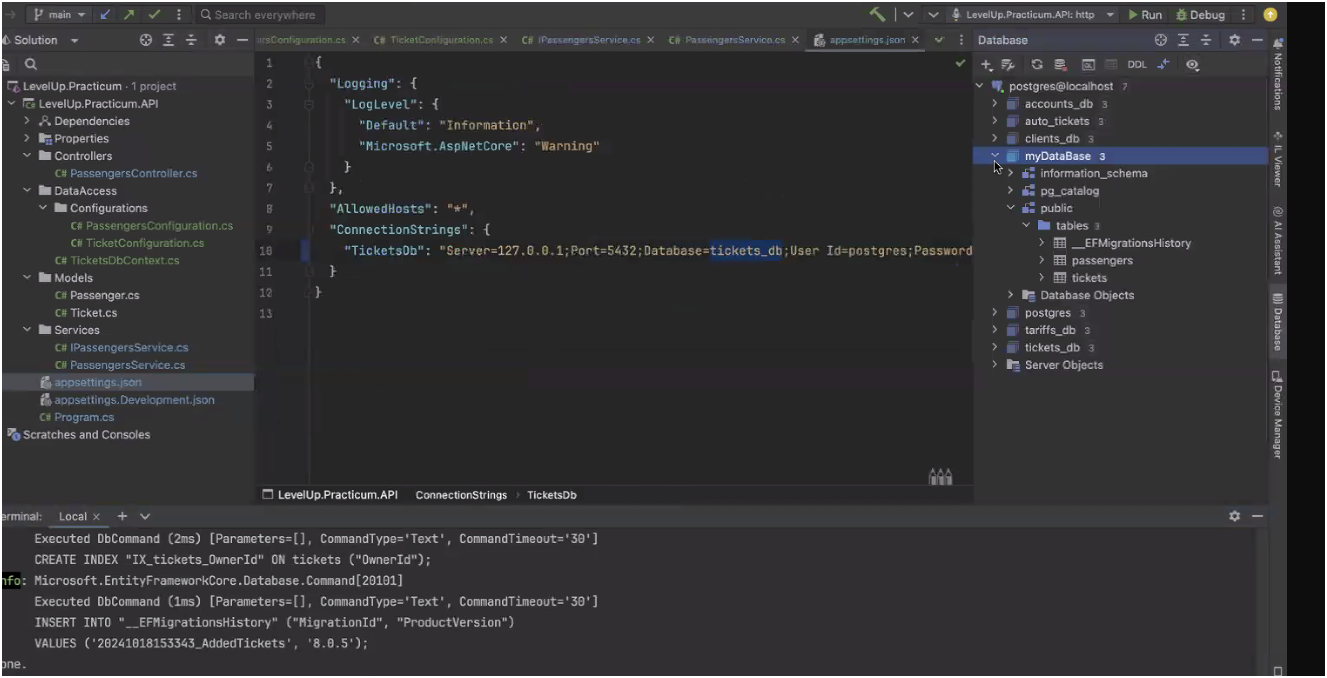 main
Search everywhere
LevelUp.Practicum.API: http
Run
Debug
Solution
TicketConfiguration.cs
IPassengersService.cs
PassengersService.cs
appsettings.json
Database
LevelUp.Practicum · 1 project
LevelUp.Practicum.API
Dependencies
Properties
Controllers
C# PassengersController.cs
DataAccess
Configurations
C# PassengersConfiguration.cs
C# TicketConfiguration.cs
C# TicketsDbContext.cs
Models
C# Passenger.cs
C# Ticket.cs
Services
C# IPassengersService.cs
C# PassengersService.cs
appsettings.json
appsettings.Development.json
C# Program.cs
Scratches and Consoles
1 {
2 "Logging": {
3 "LogLevel": {
4 "Default": "Information",
5 "Microsoft.AspNetCore": "Warning"
6 }
7 },
8 "AllowedHosts": "*",
9 "ConnectionStrings": {
10 "TicketsDb": "Server=127.0.0.1;Port=5432;Database=tickets_db;User Id=postgres;Password
11 }
12 }
13
LevelUp.Practicum.API ConnectionStrings › TicketsDb
DDL
postgres@localhost 7
accounts_db 3
auto_tickets 3
clients_db 3
myDataBase 3
information_schema
pg_catalog
public
tables 3
__EFMigrationsHistory
passengers
tickets
Database Objects
postgres 3
tariffs_db 3
tickets_db 3
Server Objects
Notifications
IL Viewer
AI Assistant
Database
Device Manager
erminal: Local × +
Executed DbCommand (2ms) [Parameters=[], CommandType='Text', CommandTimeout='30']
CREATE INDEX "IX_tickets_OwnerId" ON tickets ("OwnerId");
nfo: Microsoft.EntityFrameworkCore.Database.Command[20101]
Executed DbCommand (1ms) [Parameters=[], CommandType='Text', CommandTimeout='30']
INSERT INTO "__EFMigrationsHistory" ("MigrationId", "ProductVersion")
VALUES ('20241018153343_AddedTickets', '8.0.5');
one.